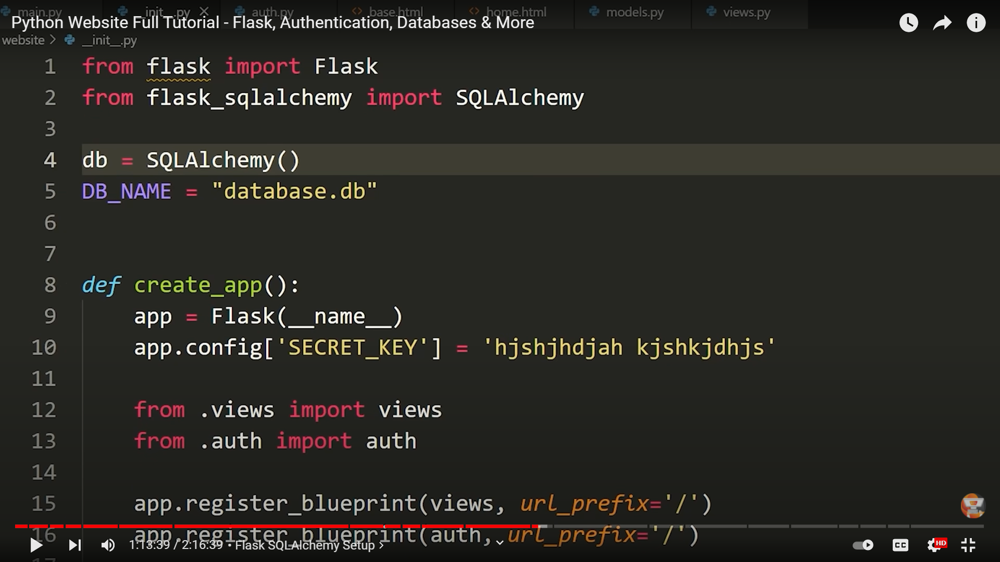 main.py __init__.py auth.py base.html home.html models.py views.py
Python Website Full Tutorial - Flask, Authentication, Databases & More
website > __init__.py
1 from flask import Flask
2 from flask_sqlalchemy import SQLAlchemy
3
4 db = SQLAlchemy()
5 DB_NAME = "database.db"
6
7
8 def create_app():
9 app = Flask(__name__)
10 app.config['SECRET_KEY'] = 'hjshjhdjah kjshkjdhjs'
11
12 from .views import views
13 from .auth import auth
14
15 app.register_blueprint(views, url_prefix='/')
16 app.register_blueprint(auth, url_prefix='/')
1:13:39 / 2:16:39 • Flask SQLAlchemy Setup > CC HD
17